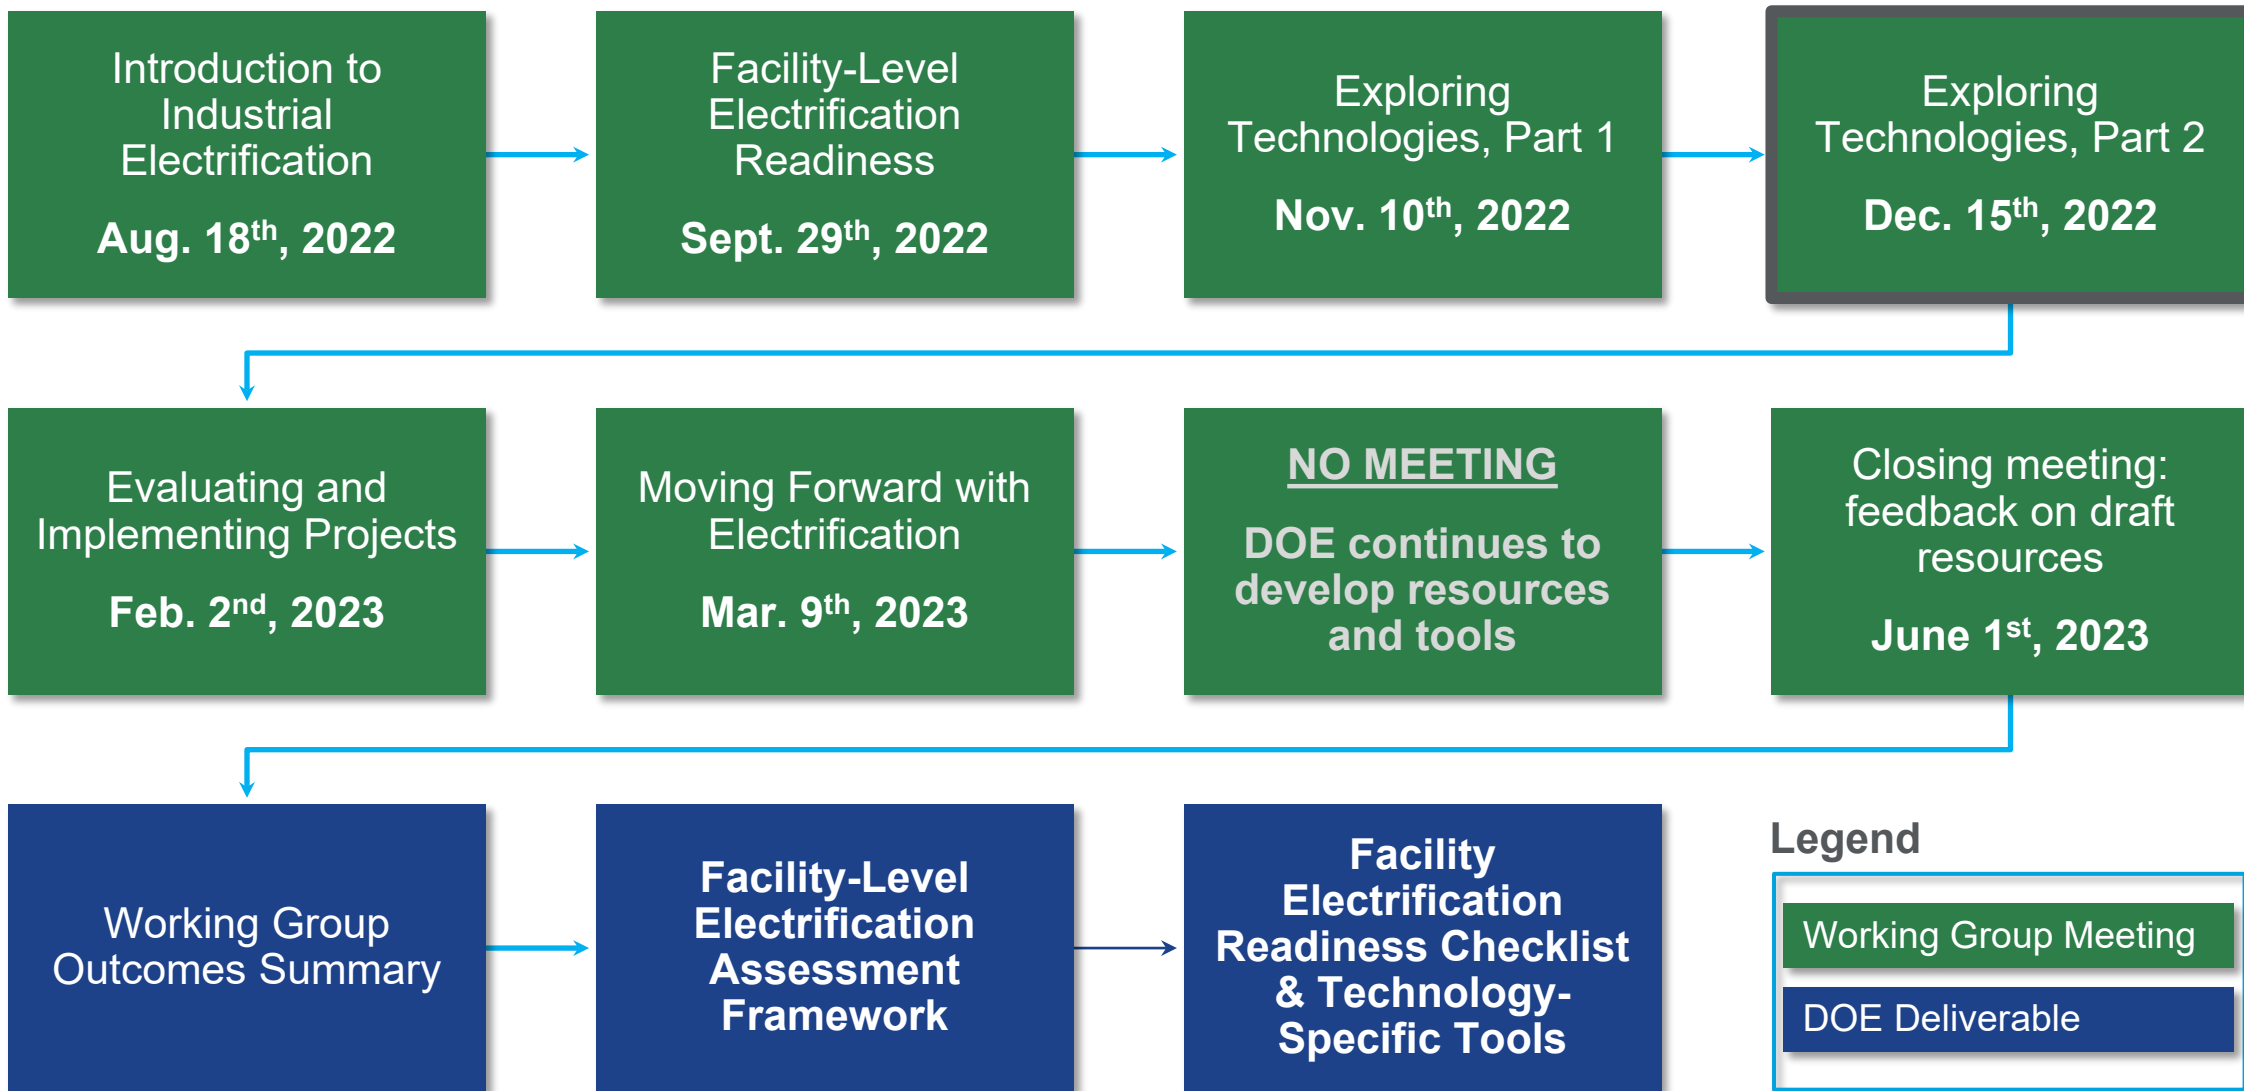 Introduction to
Industrial
Electrification
Aug. 18th, 2022
Facility-Level
Electrification
Readiness
Sept. 29th, 2022
Exploring
Technologies, Part 1
Nov. 10th, 2022
Exploring
Technologies, Part 2
Dec. 15th, 2022
Evaluating and
Implementing Projects
Feb. 2nd, 2023
Moving Forward with
Electrification
Mar. 9th, 2023
NO MEETING
DOE continues to
develop resources
and tools
Closing meeting:
feedback on draft
resources
June 1st, 2023
Working Group
Outcomes Summary
Facility-Level
Electrification
Assessment
Framework
Facility
Electrification
Readiness Checklist
& Technology-
Specific Tools
Legend
Working Group Meeting
DOE Deliverable